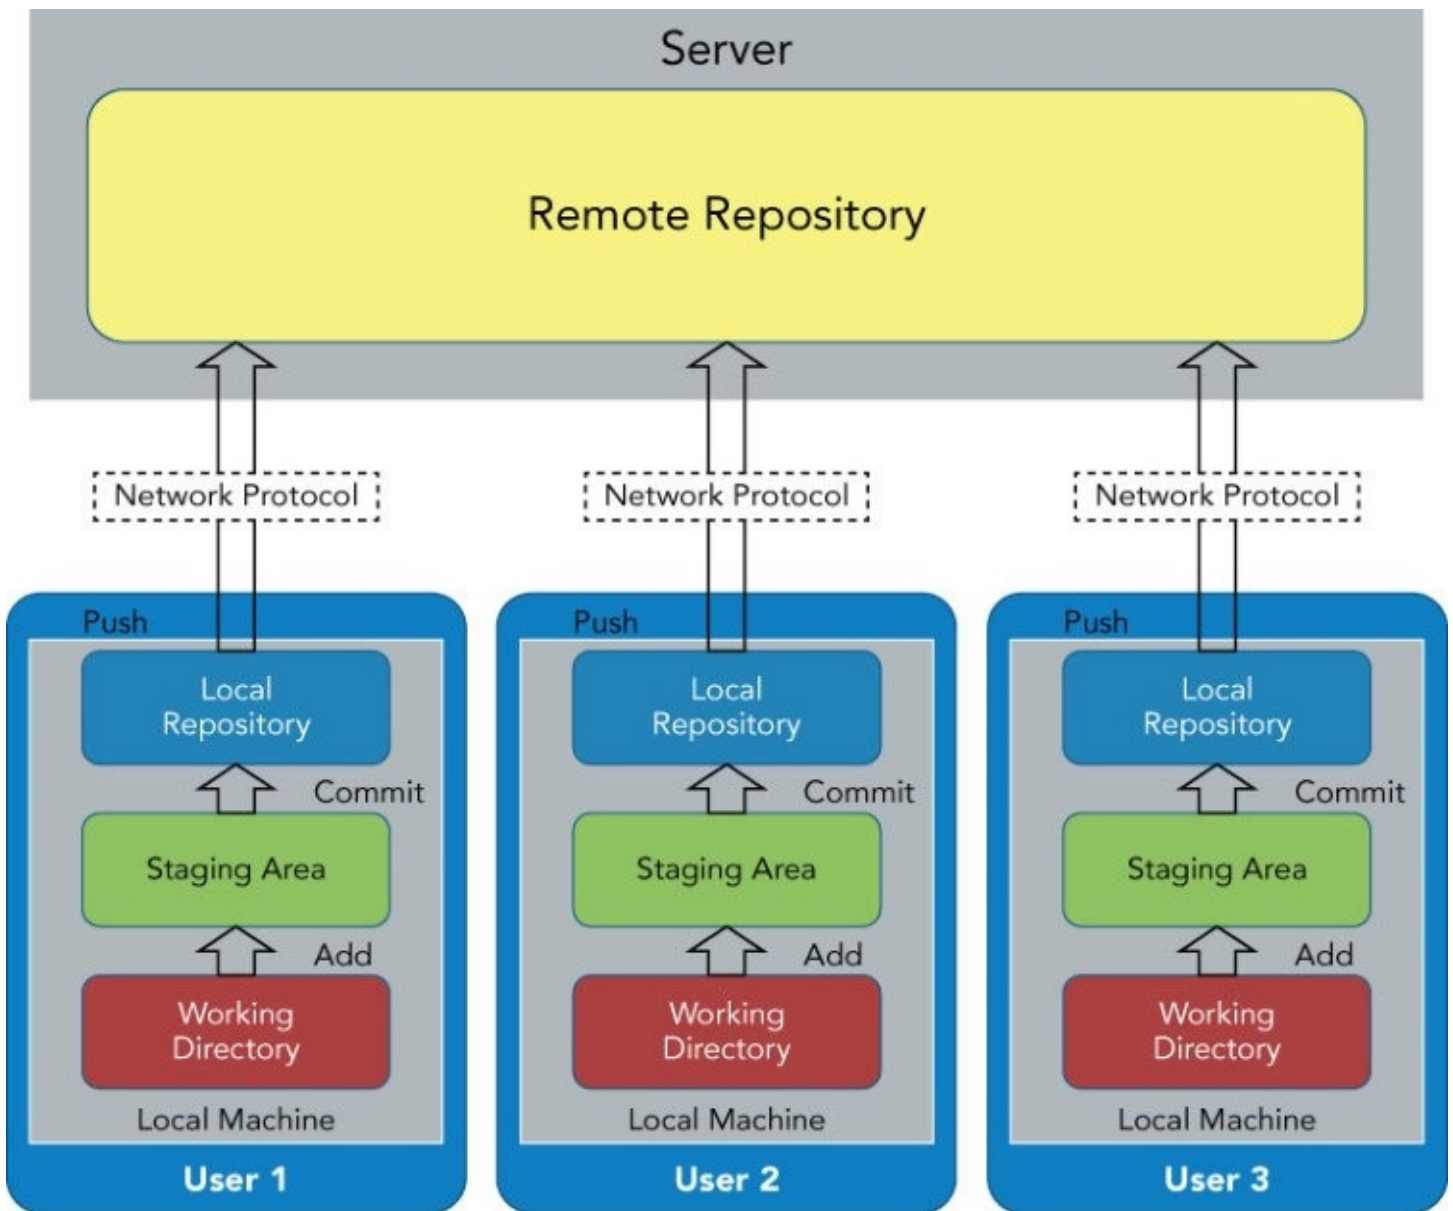 Server
Remote Repository
Network Protocol
Network Protocol
Network Protocol
Push
Local
Repository
Commit
Staging Area
Add
Working
Directory
Local Machine
User 1
Push
Local
Repository
Commit
Staging Area
Add
Working
Directory
Local Machine
User 2
Push
Local
Repository
Commit
Staging Area
Add
Working
Directory
Local Machine
User 3